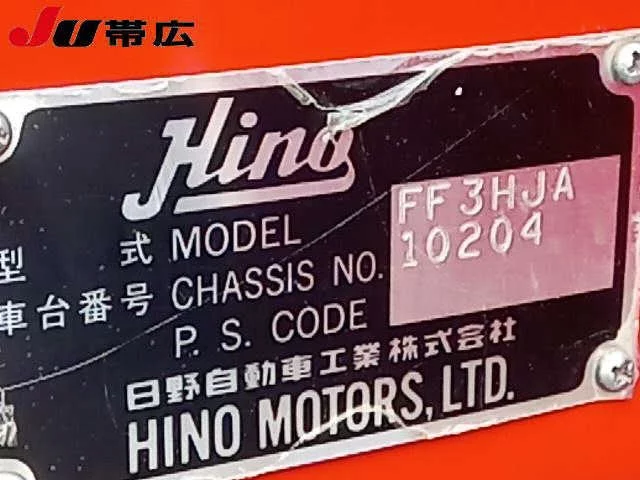 JU帯広
Hino
型式 MODEL FF3HJA
車台番号 CHASSIS NO. 10204
P. S. CODE
日野自動車工業株式会社
HINO MOTORS, LTD.